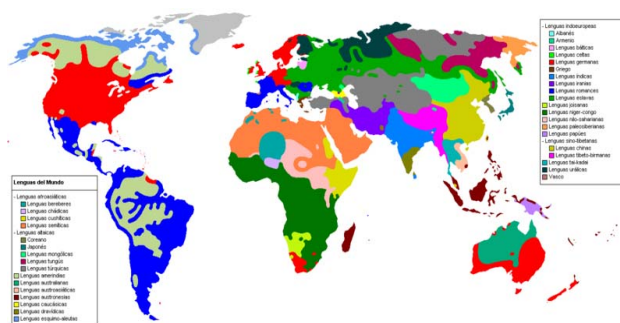 Lenguas del Mundo
- Lenguas afroasiáticas
Lenguas bereberes
Lenguas chádicas
Lenguas cushíticas
Lenguas semíticas
- Lenguas altaicas
Coreano
Japonés
Lenguas mongólicas
Lenguas tungús
Lenguas túrquicas
Lenguas amerindias
Lenguas australianas
Lenguas austroasiáticas
Lenguas austronesias
Lenguas caucásicas
Lenguas drávidicas
Lenguas esquimo-aleutas
- Lenguas indoeuropeas
Albanés
Armenio
Lenguas bálticas
Lenguas celtas
Lenguas germanas
Griego
Lenguas índicas
Lenguas iranias
Lenguas romances
Lenguas eslavas
Lenguas joisanas
Lenguas níger-congo
Lenguas nilo-saharianas
Lenguas paleosiberianas
Lenguas papúes
- Lenguas sino-tibetanas
Lenguas chinas
Lenguas tibeto-birmanas
Lenguas tai-kadai
Lenguas urálicas
Vasco